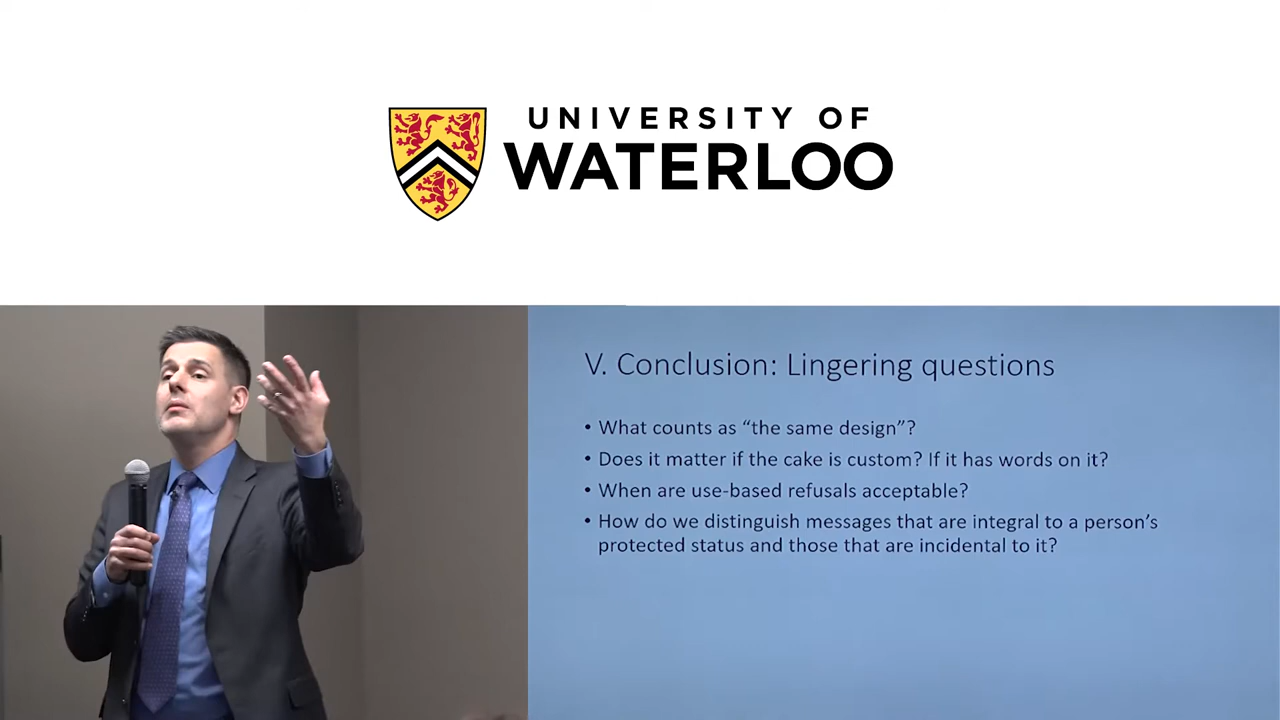 UNIVERSITY OF
WATERLOO
V. Conclusion: Lingering questions
• What counts as “the same design”?
• Does it matter if the cake is custom? If it has words on it?
• When are use-based refusals acceptable?
• How do we distinguish messages that are integral to a person’s
protected status and those that are incidental to it?